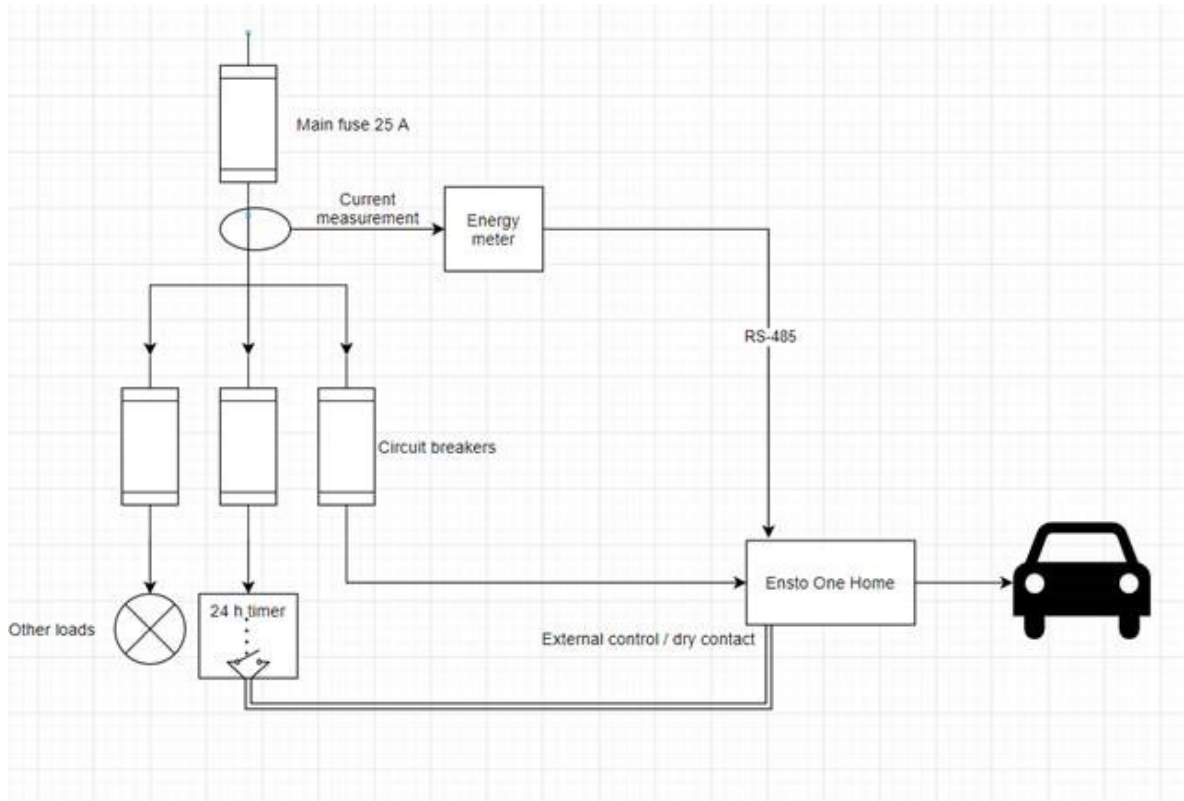 Main fuse 25 A
Current
measurement
Energy
meter
RS-485
Circuit breakers
Ensto One Home
24 h timer
Other loads
External control / dry contact